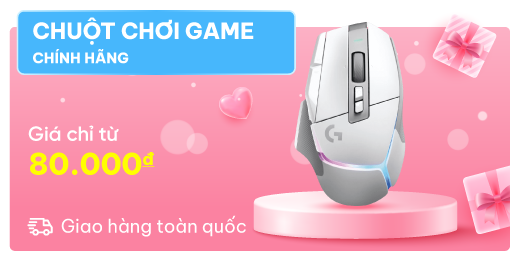 CHUỘT CHƠI GAME
CHÍNH HÃNG
Giá chỉ từ
80.000đ
Giao hàng toàn quốc